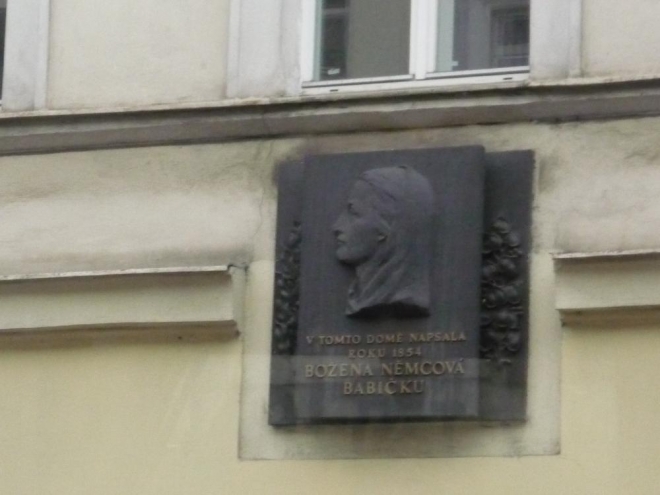 V TOMTO DOMĚ NAPSALA
ROKU 1854
BOŽENA NĚMCOVÁ
BABIČKU